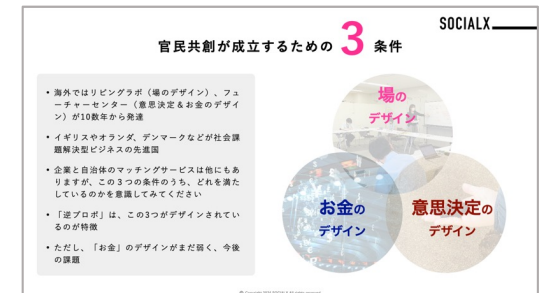 SOCIALX
官民共創が成立するための 3 条件
• 海外ではリビングラボ（場のデザイン）、フュ
ーチャーセンター（意思決定＆お金のデザイ
ン）が10数年から発達
• イギリスやオランダ、デンマークなどが社会課
題解決型ビジネスの先進国
• 企業と自治体のマッチングサービスは他にもあ
りますが、この３つの条件のうち、どれを満た
しているのかを意識してみてください
• 「逆プロポ」は、この3つがデザインされてい
るのが特徴
• ただし、「お金」のデザインがまだ弱く、今後
の課題
場の
デザイン
お金の
デザイン
意思決定の
デザイン